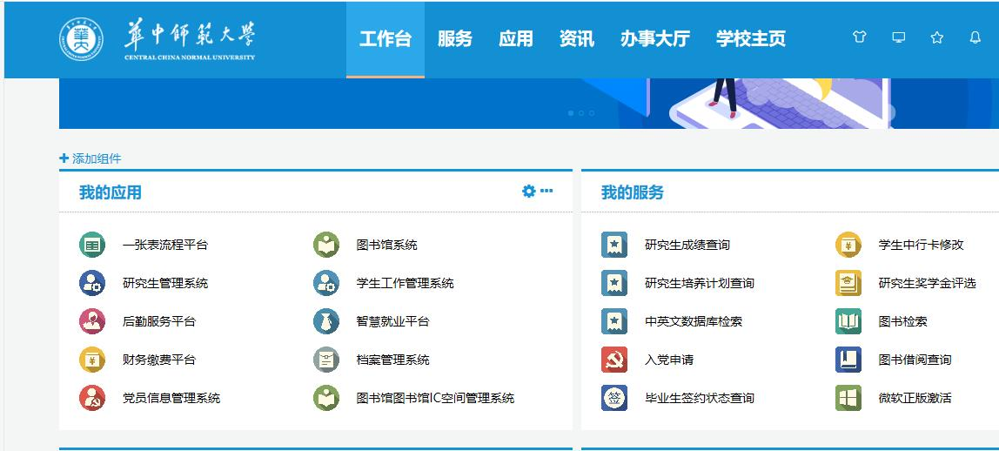 華中師範大學
CENTRAL CHINA NORMAL UNIVERSITY
工作台 服务 应用 资讯 办事大厅 学校主页
添加组件
我的应用
一张表流程平台 图书馆系统
研究生管理系统 学生工作管理系统
后勤服务平台 智慧就业平台
财务缴费平台 档案管理系统
党员信息管理系统 图书馆图书馆IC空间管理系统
我的服务
研究生成绩查询 学生中行卡修改
研究生培养计划查询 研究生奖学金评选
中英文数据库检索 图书检索
入党申请 图书借阅查询
签 毕业生签约状态查询 微软正版激活